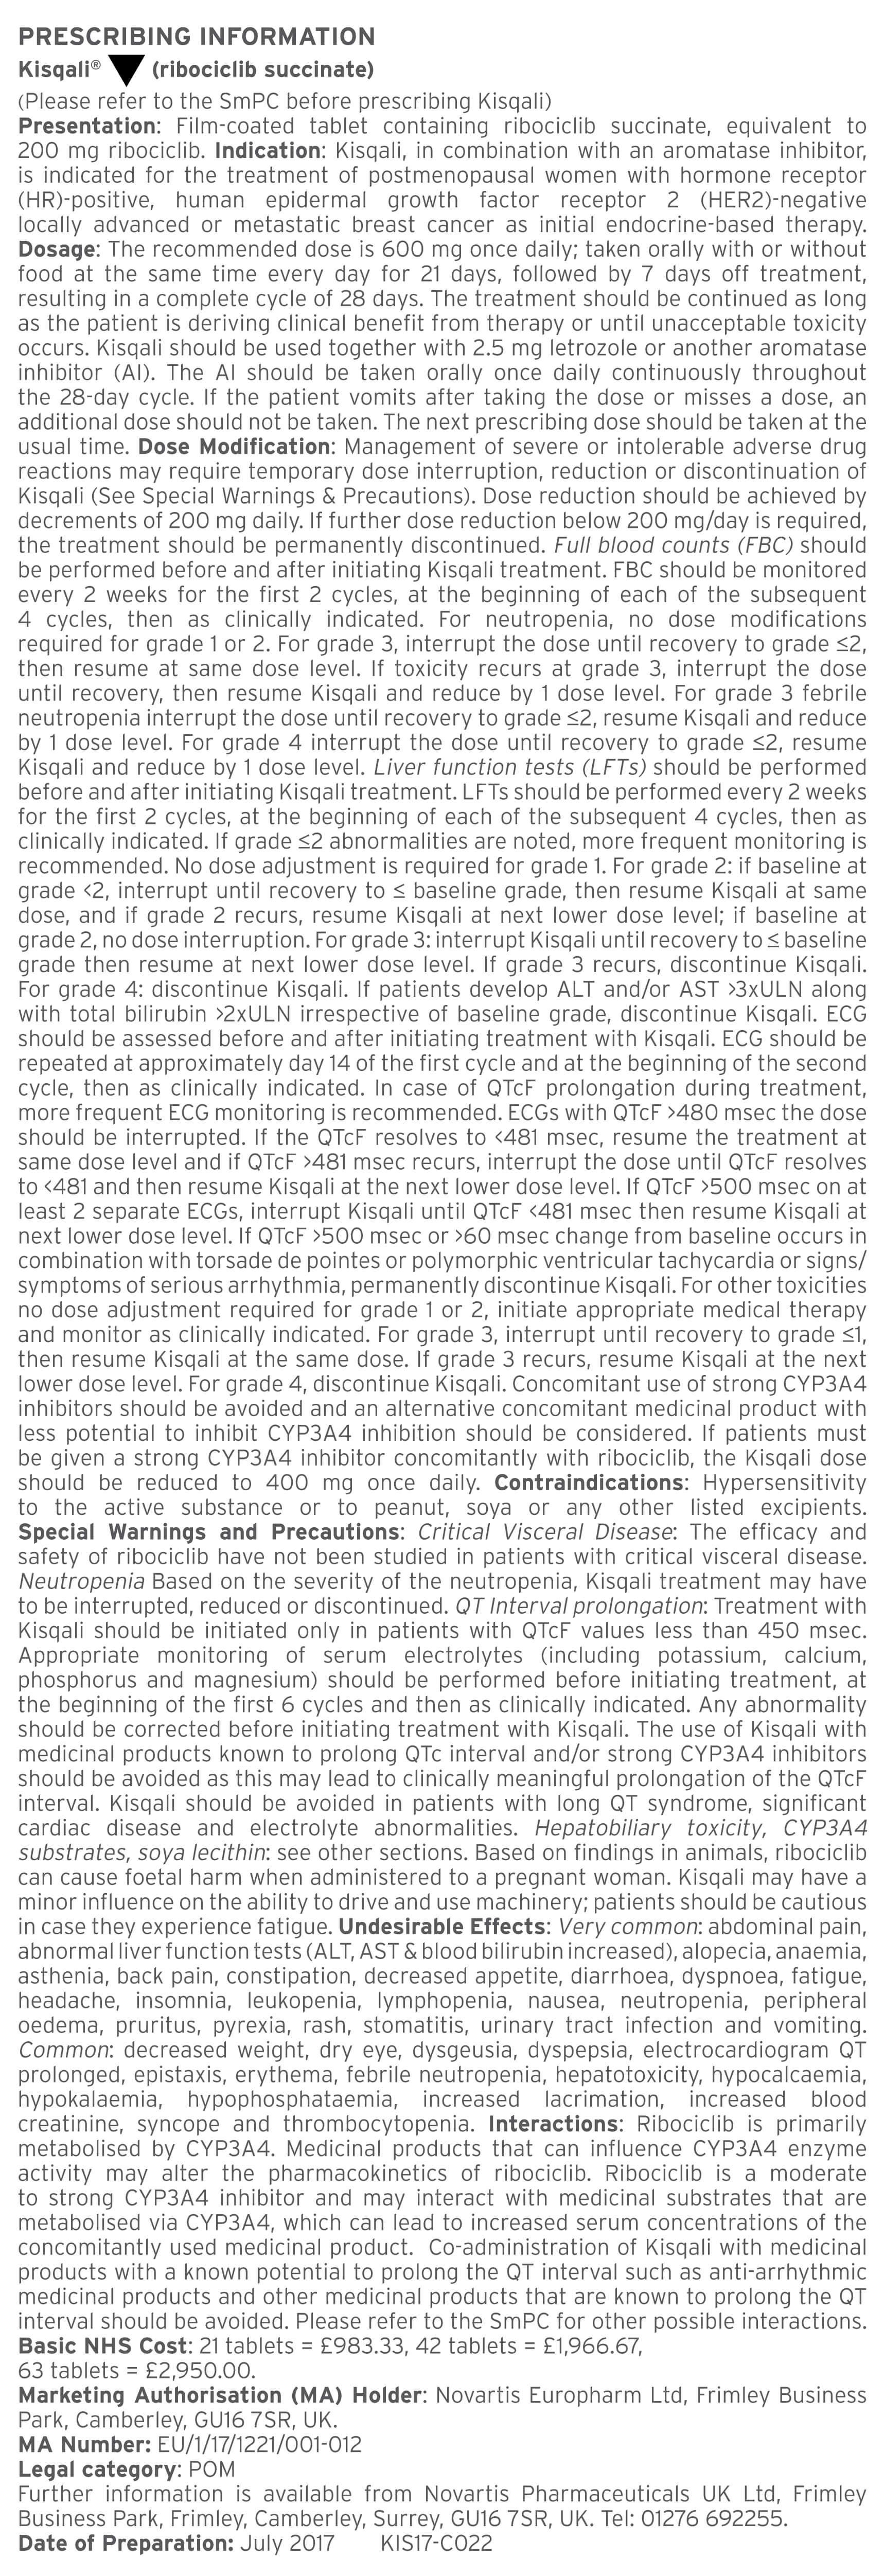 PRESCRIBING INFORMATION
Kisqali® ▼ (ribociclib succinate)
(Please refer to the SmPC before prescribing Kisqali)
Presentation: Film-coated tablet containing ribociclib succinate, equivalent to
200 mg ribociclib. Indication: Kisqali, in combination with an aromatase inhibitor,
is indicated for the treatment of postmenopausal women with hormone receptor
(HR)-positive, human epidermal growth factor receptor 2 (HER2)-negative
locally advanced or metastatic breast cancer as initial endocrine-based therapy.
Dosage: The recommended dose is 600 mg once daily; taken orally with or without
food at the same time every day for 21 days, followed by 7 days off treatment,
resulting in a complete cycle of 28 days. The treatment should be continued as long
as the patient is deriving clinical benefit from therapy or until unacceptable toxicity
occurs. Kisqali should be used together with 2.5 mg letrozole or another aromatase
inhibitor (AI). The AI should be taken orally once daily continuously throughout
the 28-day cycle. If the patient vomits after taking the dose or misses a dose, an
additional dose should not be taken. The next prescribing dose should be taken at the
usual time. Dose Modification: Management of severe or intolerable adverse drug
reactions may require temporary dose interruption, reduction or discontinuation of
Kisqali (See Special Warnings & Precautions). Dose reduction should be achieved by
decrements of 200 mg daily. If further dose reduction below 200 mg/day is required,
the treatment should be permanently discontinued. Full blood counts (FBC) should
be performed before and after initiating Kisqali treatment. FBC should be monitored
every 2 weeks for the first 2 cycles, at the beginning of each of the subsequent
4 cycles, then as clinically indicated. For neutropenia, no dose modifications
required for grade 1 or 2. For grade 3, interrupt the dose until recovery to grade ≤2,
then resume at same dose level. If toxicity recurs at grade 3, interrupt the dose
until recovery, then resume Kisqali and reduce by 1 dose level. For grade 3 febrile
neutropenia interrupt the dose until recovery to grade ≤2, resume Kisqali and reduce
by 1 dose level. For grade 4 interrupt the dose until recovery to grade ≤2, resume
Kisqali and reduce by 1 dose level. Liver function tests (LFTs) should be performed
before and after initiating Kisqali treatment. LFTs should be performed every 2 weeks
for the first 2 cycles, at the beginning of each of the subsequent 4 cycles, then as
clinically indicated. If grade ≤2 abnormalities are noted, more frequent monitoring is
recommended. No dose adjustment is required for grade 1. For grade 2: if baseline at
grade <2, interrupt until recovery to ≤ baseline grade, then resume Kisqali at same
dose, and if grade 2 recurs, resume Kisqali at next lower dose level; if baseline at
grade 2, no dose interruption. For grade 3: interrupt Kisqali until recovery to ≤ baseline
grade then resume at next lower dose level. If grade 3 recurs, discontinue Kisqali.
For grade 4: discontinue Kisqali. If patients develop ALT and/or AST >3xULN along
with total bilirubin >2xULN irrespective of baseline grade, discontinue Kisqali. ECG
should be assessed before and after initiating treatment with Kisqali. ECG should be
repeated at approximately day 14 of the first cycle and at the beginning of the second
cycle, then as clinically indicated. In case of QTcF prolongation during treatment,
more frequent ECG monitoring is recommended. ECGs with QTcF >480 msec the dose
should be interrupted. If the QTcF resolves to <481 msec, resume the treatment at
same dose level and if QTcF >481 msec recurs, interrupt the dose until QTcF resolves
to <481 and then resume Kisqali at the next lower dose level. If QTcF >500 msec on at
least 2 separate ECGs, interrupt Kisqali until QTcF <481 msec then resume Kisqali at
next lower dose level. If QTcF >500 msec or >60 msec change from baseline occurs in
combination with torsade de pointes or polymorphic ventricular tachycardia or signs/
symptoms of serious arrhythmia, permanently discontinue Kisqali. For other toxicities
no dose adjustment required for grade 1 or 2, initiate appropriate medical therapy
and monitor as clinically indicated. For grade 3, interrupt until recovery to grade ≤1,
then resume Kisqali at the same dose. If grade 3 recurs, resume Kisqali at the next
lower dose level. For grade 4, discontinue Kisqali. Concomitant use of strong CYP3A4
inhibitors should be avoided and an alternative concomitant medicinal product with
less potential to inhibit CYP3A4 inhibition should be considered. If patients must
be given a strong CYP3A4 inhibitor concomitantly with ribociclib, the Kisqali dose
should be reduced to 400 mg once daily. Contraindications: Hypersensitivity
to the active substance or to peanut, soya or any other listed excipients.
Special Warnings and Precautions: Critical Visceral Disease: The efficacy and
safety of ribociclib have not been studied in patients with critical visceral disease.
Neutropenia Based on the severity of the neutropenia, Kisqali treatment may have
to be interrupted, reduced or discontinued. QT Interval prolongation: Treatment with
Kisqali should be initiated only in patients with QTcF values less than 450 msec.
Appropriate monitoring of serum electrolytes (including potassium, calcium,
phosphorus and magnesium) should be performed before initiating treatment, at
the beginning of the first 6 cycles and then as clinically indicated. Any abnormality
should be corrected before initiating treatment with Kisqali. The use of Kisqali with
medicinal products known to prolong QTc interval and/or strong CYP3A4 inhibitors
should be avoided as this may lead to clinically meaningful prolongation of the QTcF
interval. Kisqali should be avoided in patients with long QT syndrome, significant
cardiac disease and electrolyte abnormalities. Hepatobiliary toxicity, CYP3A4
substrates, soya lecithin: see other sections. Based on findings in animals, ribociclib
can cause foetal harm when administered to a pregnant woman. Kisqali may have a
minor influence on the ability to drive and use machinery; patients should be cautious
in case they experience fatigue. Undesirable Effects: Very common: abdominal pain,
abnormal liver function tests (ALT, AST & blood bilirubin increased), alopecia, anaemia,
asthenia, back pain, constipation, decreased appetite, diarrhoea, dyspnoea, fatigue,
headache, insomnia, leukopenia, lymphopenia, nausea, neutropenia, peripheral
oedema, pruritus, pyrexia, rash, stomatitis, urinary tract infection and vomiting.
Common: decreased weight, dry eye, dysgeusia, dyspepsia, electrocardiogram QT
prolonged, epistaxis, erythema, febrile neutropenia, hepatotoxicity, hypocalcaemia,
hypokalaemia, hypophosphataemia, increased lacrimation, increased blood
creatinine, syncope and thrombocytopenia. Interactions: Ribociclib is primarily
metabolised by CYP3A4. Medicinal products that can influence CYP3A4 enzyme
activity may alter the pharmacokinetics of ribociclib. Ribociclib is a moderate
to strong CYP3A4 inhibitor and may interact with medicinal substrates that are
metabolised via CYP3A4, which can lead to increased serum concentrations of the
concomitantly used medicinal product. Co-administration of Kisqali with medicinal
products with a known potential to prolong the QT interval such as anti-arrhythmic
medicinal products and other medicinal products that are known to prolong the QT
interval should be avoided. Please refer to the SmPC for other possible interactions.
Basic NHS Cost: 21 tablets = £983.33, 42 tablets = £1,966.67,
63 tablets = £2,950.00.
Marketing Authorisation (MA) Holder: Novartis Europharm Ltd, Frimley Business
Park, Camberley, GU16 7SR, UK.
MA Number: EU/1/17/1221/001-012
Legal category: POM
Further information is available from Novartis Pharmaceuticals UK Ltd, Frimley
Business Park, Frimley, Camberley, Surrey, GU16 7SR, UK. Tel: 01276 692255.
Date of Preparation: July 2017 KIS17-C022